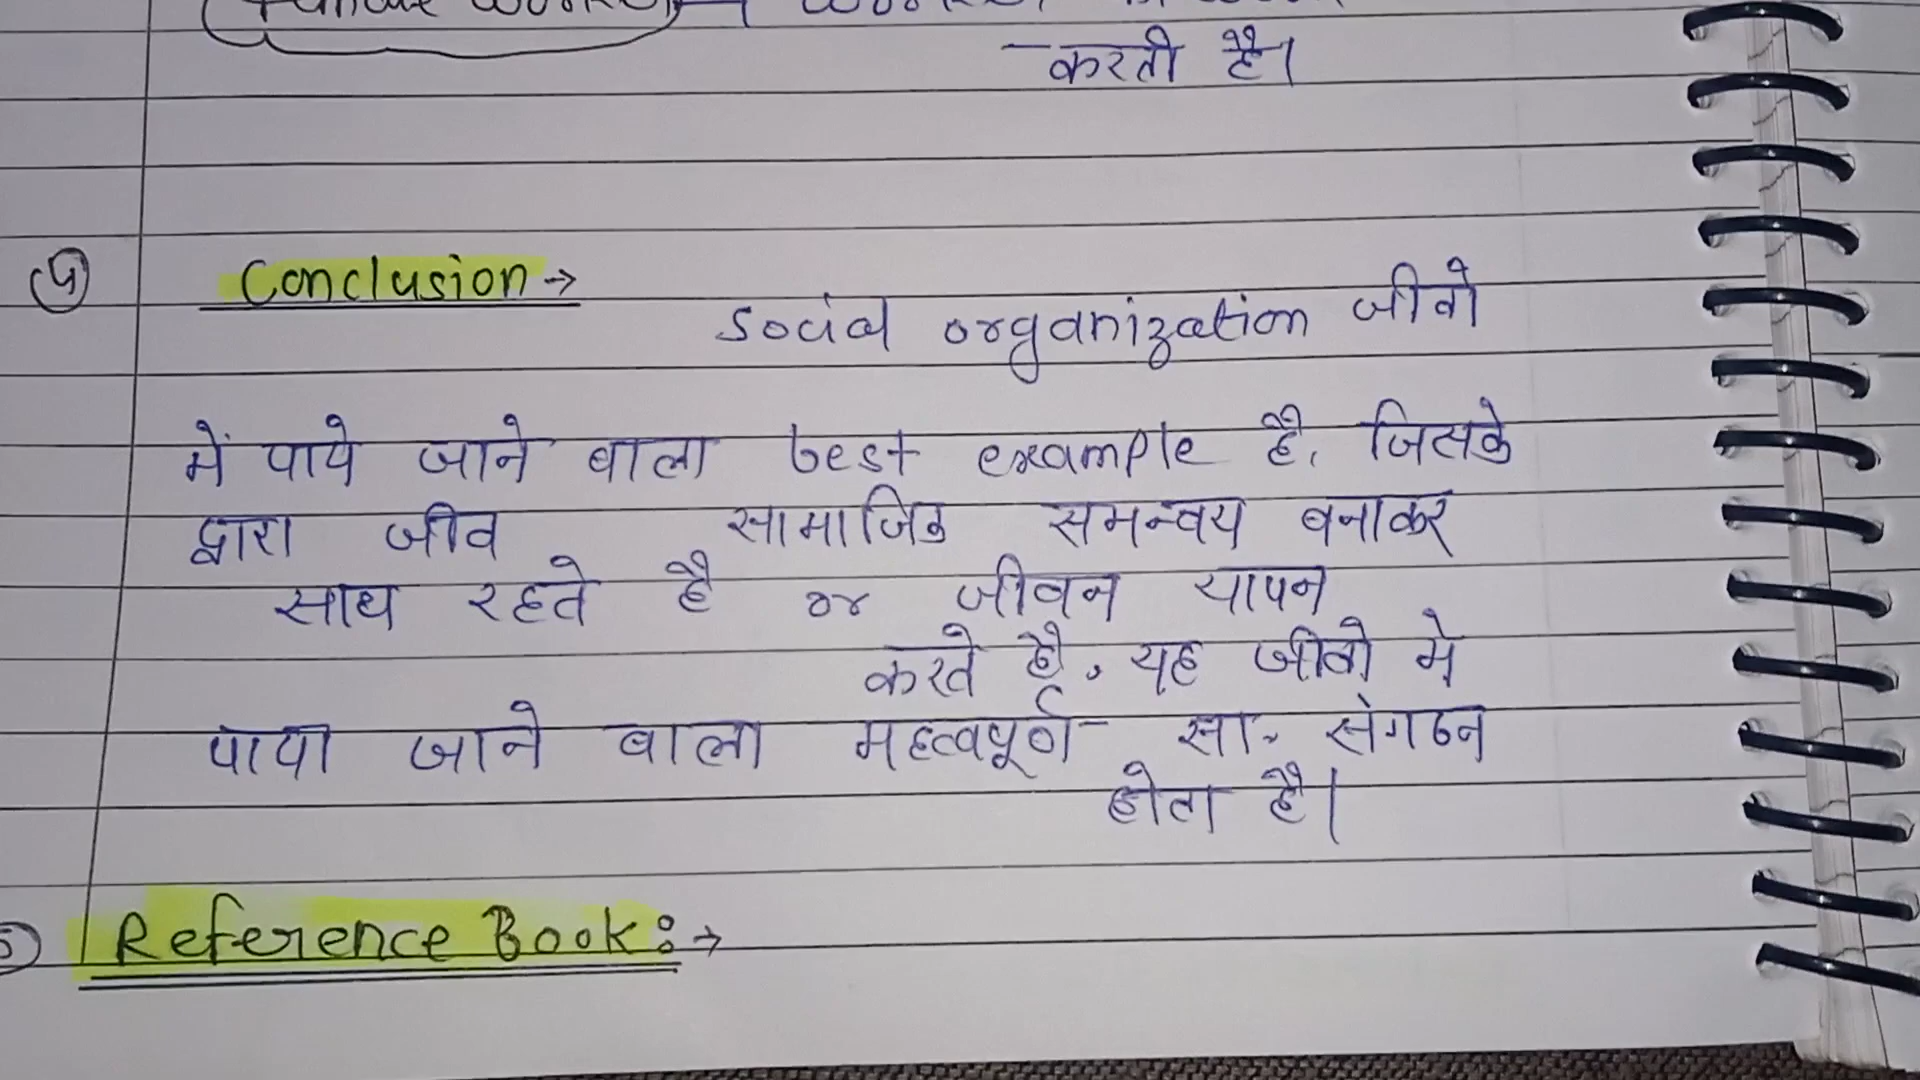 करती है।
④ Conclusion →
Social organization जीवो
में पाये जाने वाला best example है, जिसके
द्वारा जीव सामाजिक समन्वय बनाकर
साथ रहते है or जीवन यापन
करते है, यह जीवो मे
पाया जाने वाला महत्वपूर्ण सा॰ संगठन
होता है।
5) Reference Book :→